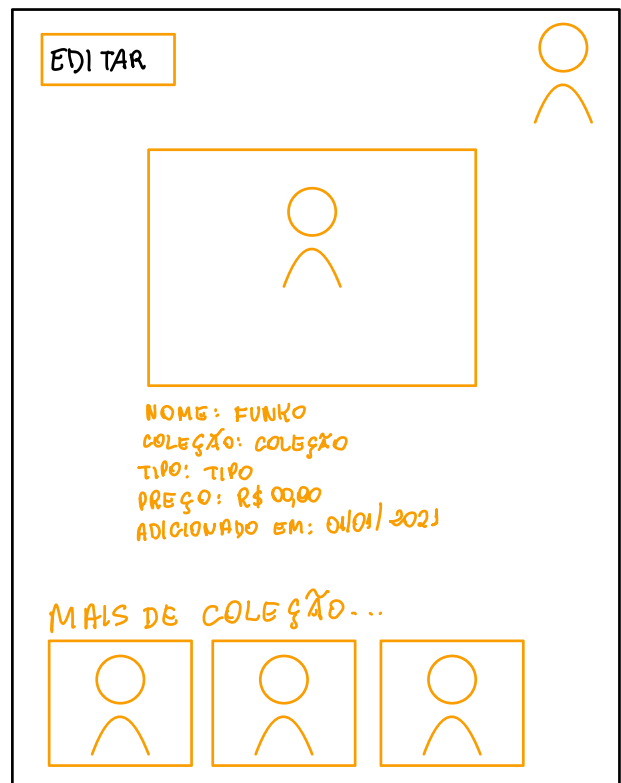 EDITAR
NOME: FUNKO
COLEÇÃO: COLEÇÃO
TIPO: TIPO
PREÇO: R$ 00,00
ADICIONADO EM: 01/01/2021
MAIS DE COLEÇÃO...